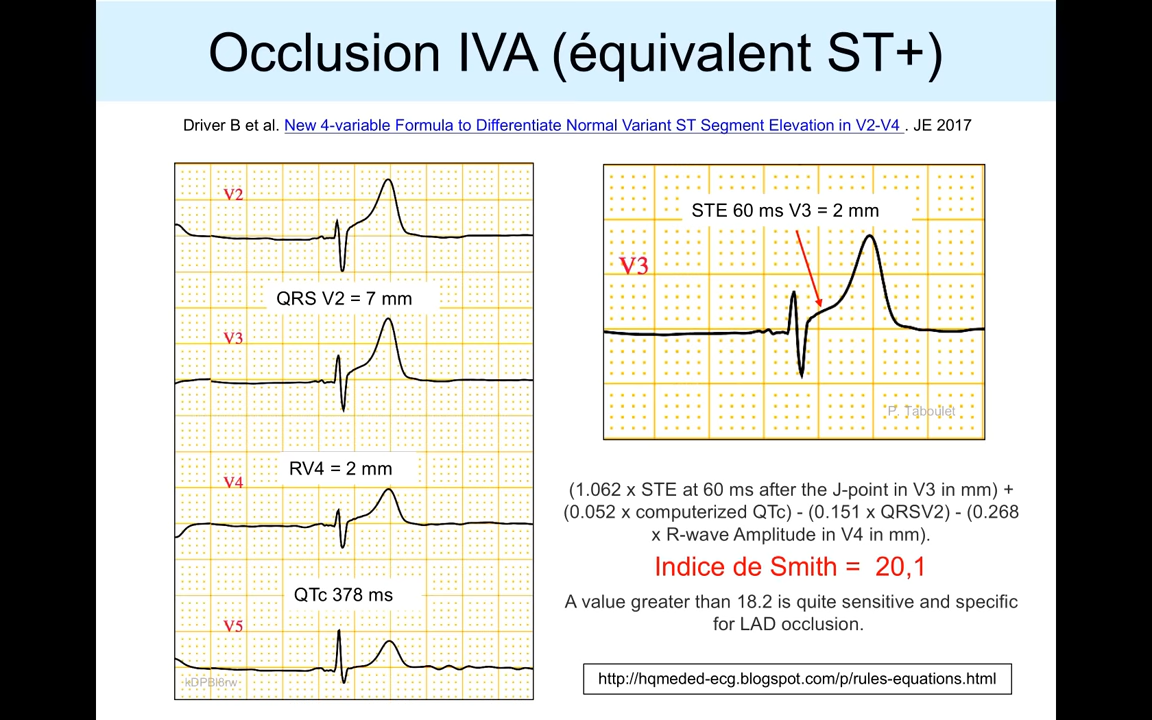 Occlusion IVA (équivalent ST+)
Driver B et al. New 4-variable Formula to Differentiate Normal Variant ST Segment Elevation in V2-V4 . JE 2017
V2
QRS V2 = 7 mm
V3
RV4 = 2 mm
V4
QTc 378 ms
V5
kDPBl8rw
STE 60 ms V3 = 2 mm
V3
P. Taboulet
(1.062 x STE at 60 ms after the J-point in V3 in mm) +
(0.052 x computerized QTc) - (0.151 x QRSV2) - (0.268
x R-wave Amplitude in V4 in mm).
Indice de Smith = 20,1
A value greater than 18.2 is quite sensitive and specific
for LAD occlusion.
http://hqmeded-ecg.blogspot.com/p/rules-equations.html